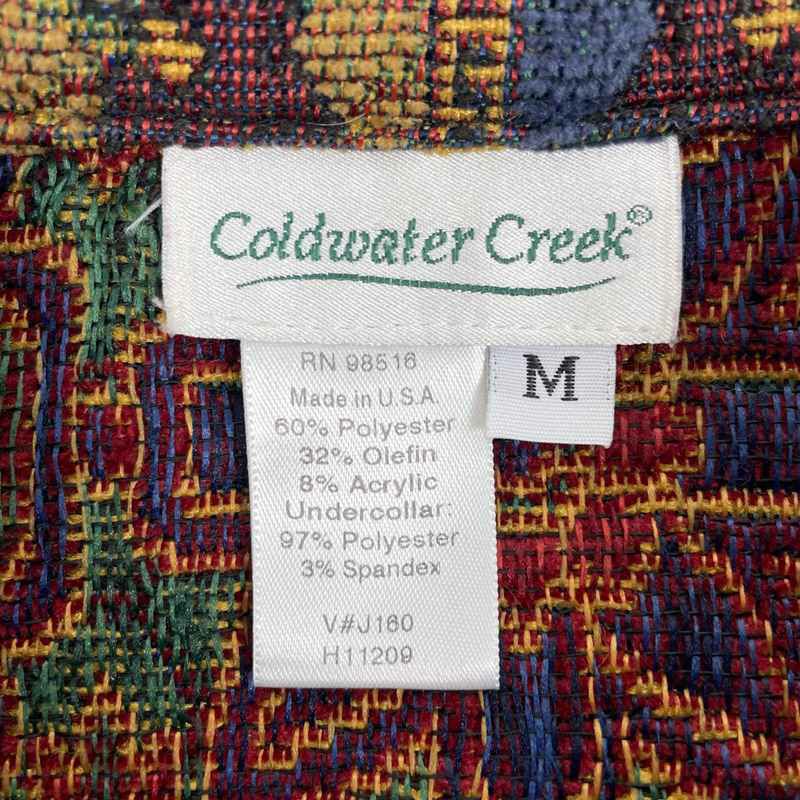 Coldwater Creek®
RN 98516
M
Made in U.S.A.
60% Polyester
32% Olefin
8% Acrylic
Undercollar:
97% Polyester
3% Spandex
V#J160
H11209